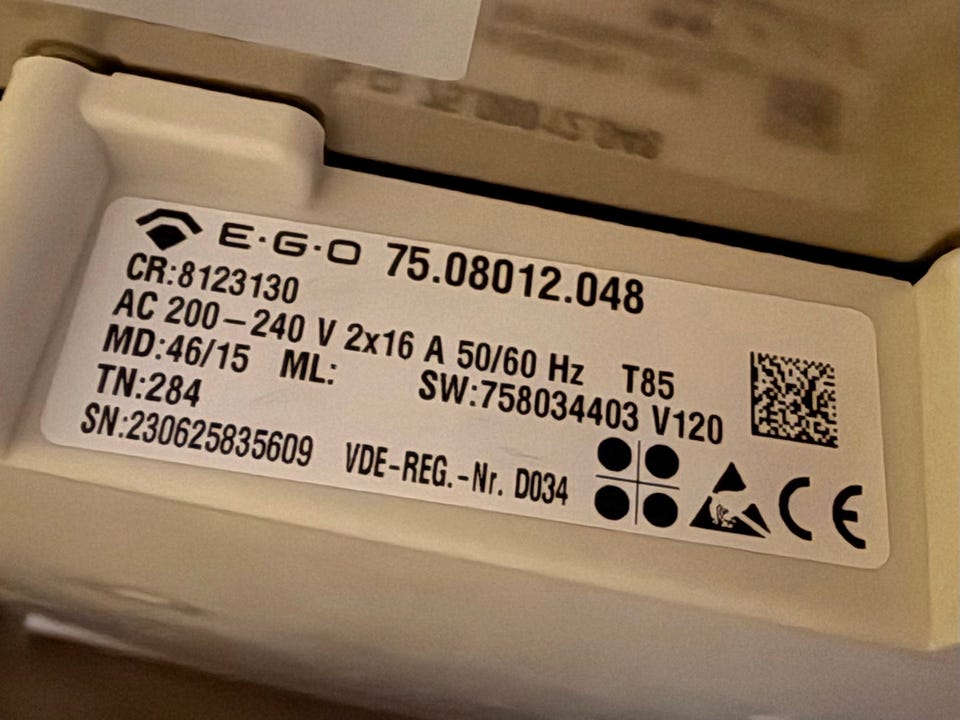 E·G·O 75.08012.048
CR:8123130
AC 200–240 V 2x16 A 50/60 Hz T85
MD:46/15 ML: SW:758034403 V120
TN:284
SN:230625835609 VDE-REG.-Nr. D034
CE